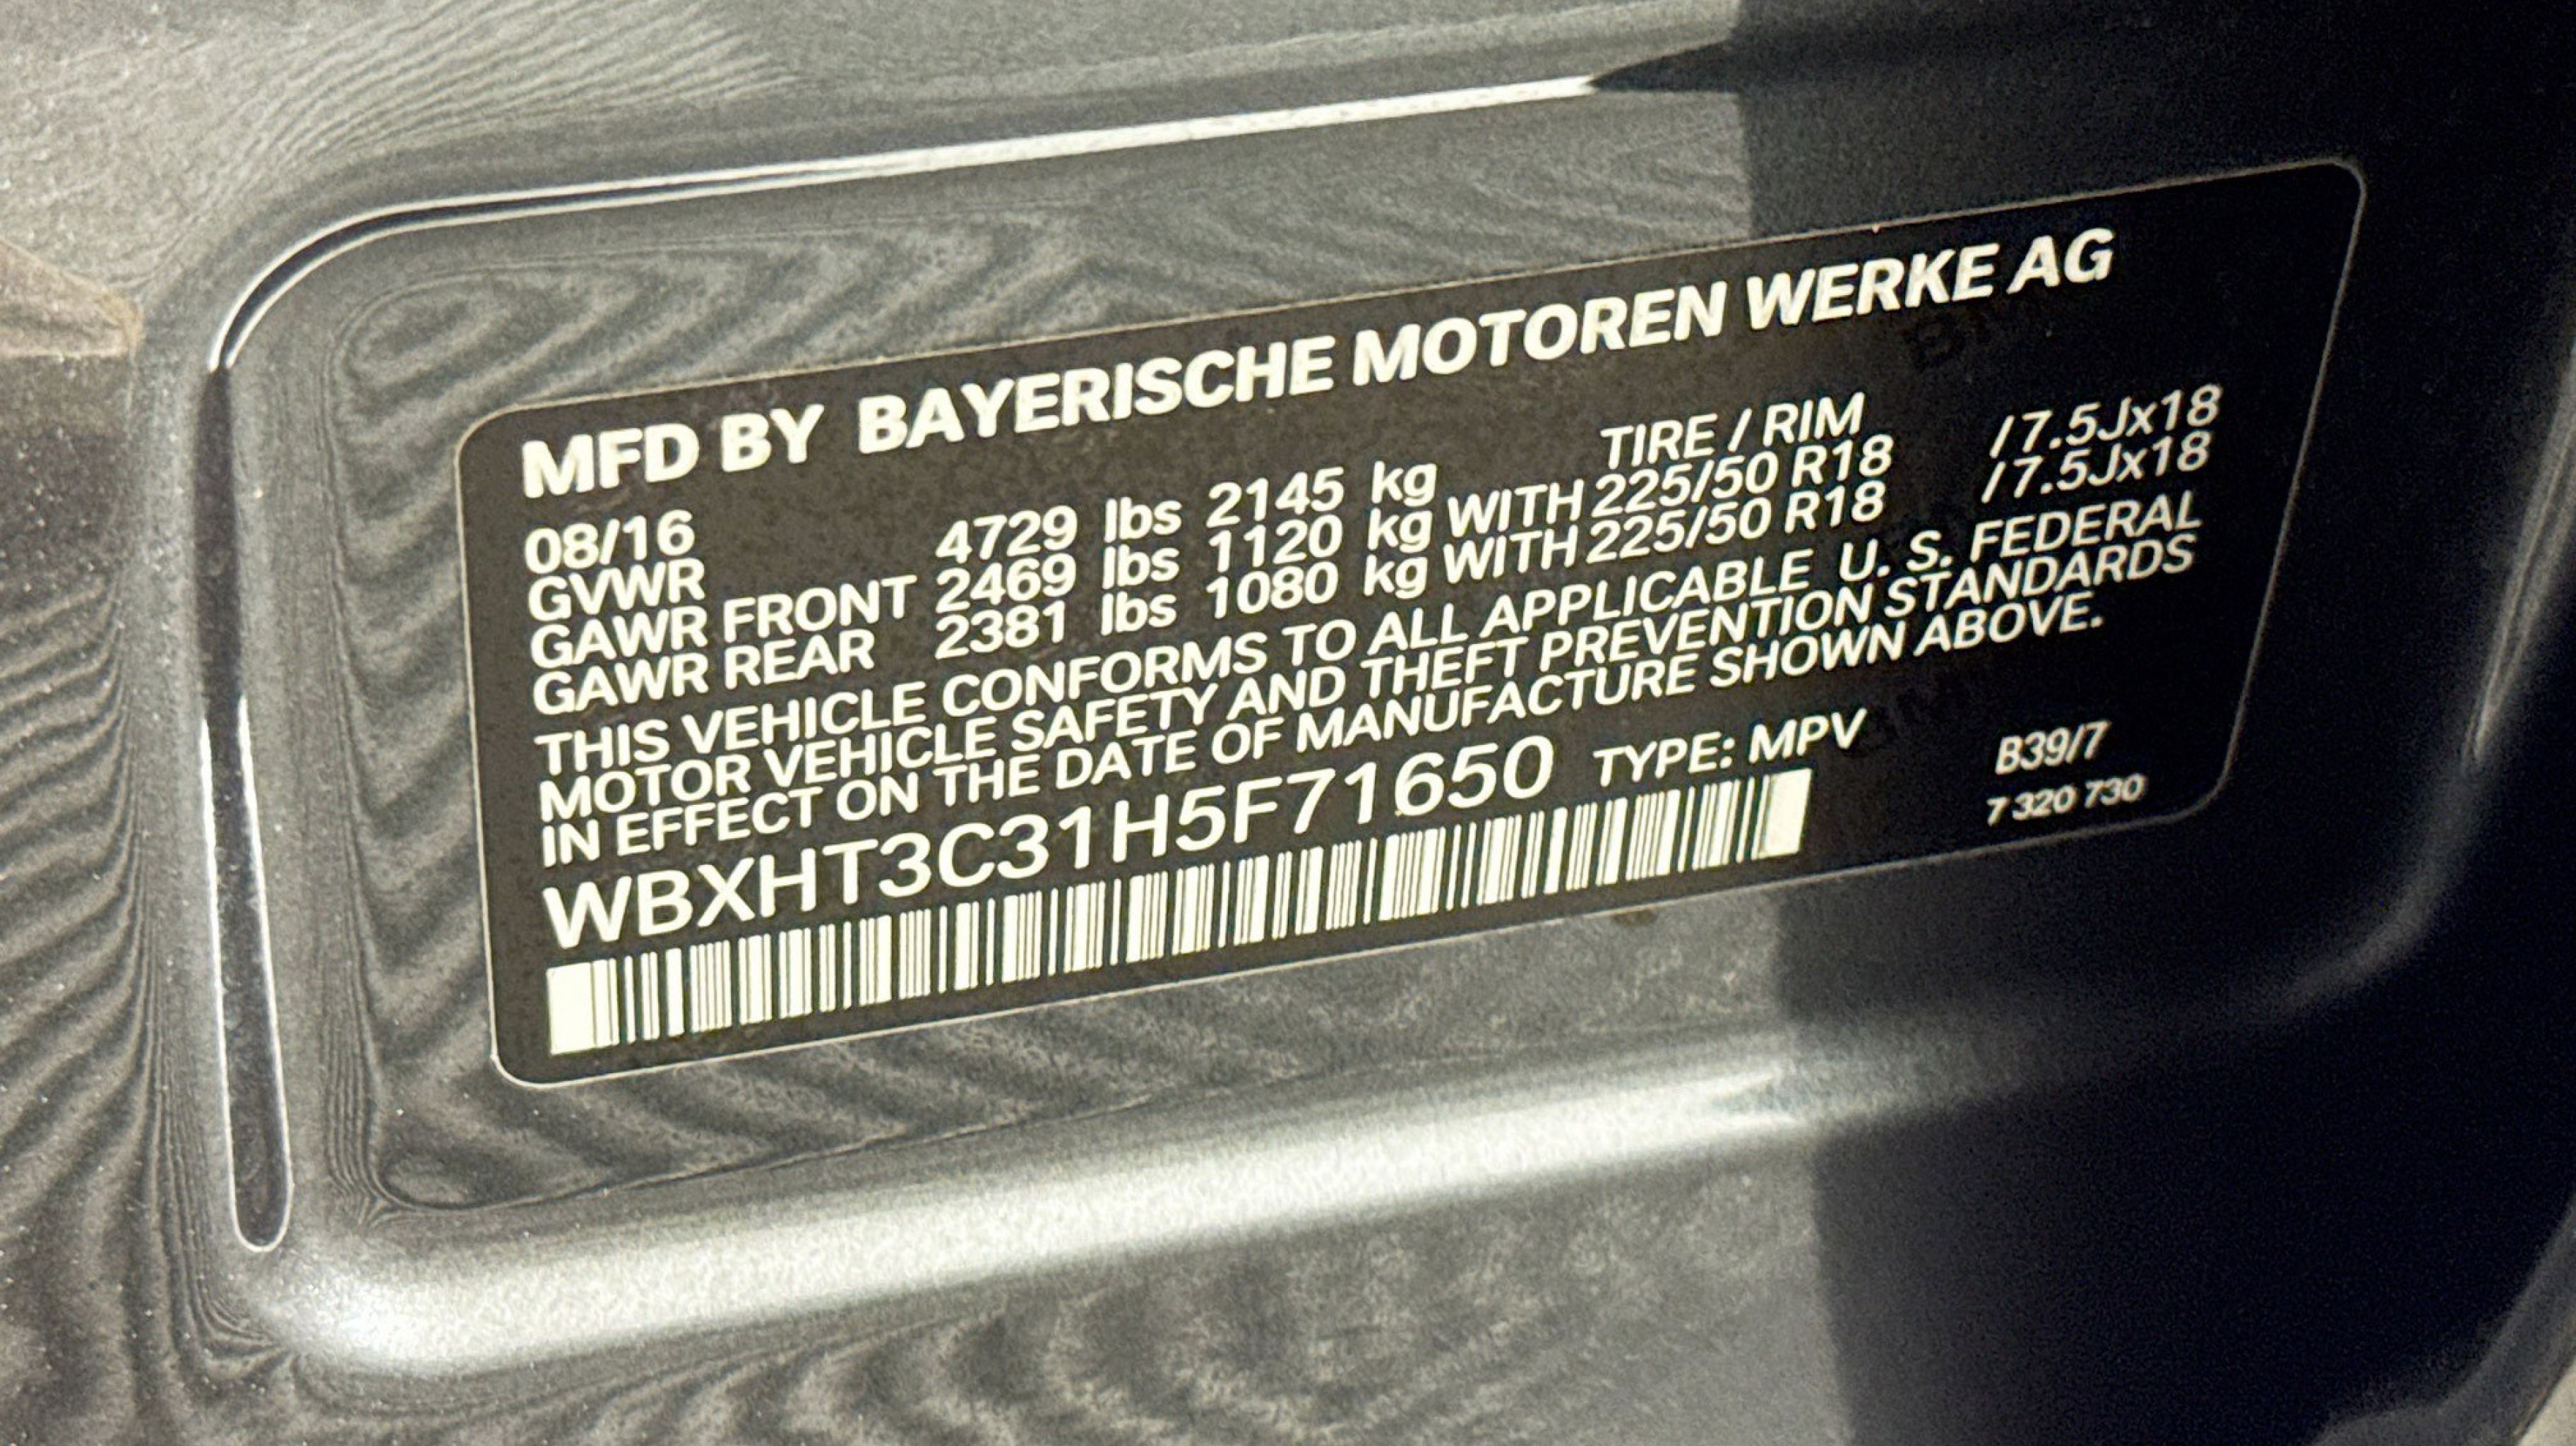 MFD BY BAYERISCHE MOTOREN WERKE AG
TIRE / RIM
08/16
GVWR 4729 lbs 2145 kg
GAWR FRONT 2469 lbs 1120 kg WITH 225/50 R18 / 7.5Jx18
GAWR REAR 2381 lbs 1080 kg WITH 225/50 R18 / 7.5Jx18
THIS VEHICLE CONFORMS TO ALL APPLICABLE U. S. FEDERAL
MOTOR VEHICLE SAFETY AND THEFT PREVENTION STANDARDS
IN EFFECT ON THE DATE OF MANUFACTURE SHOWN ABOVE.
WBXHT3C31H5F71650 TYPE: MPV
B39/7
7 320 730